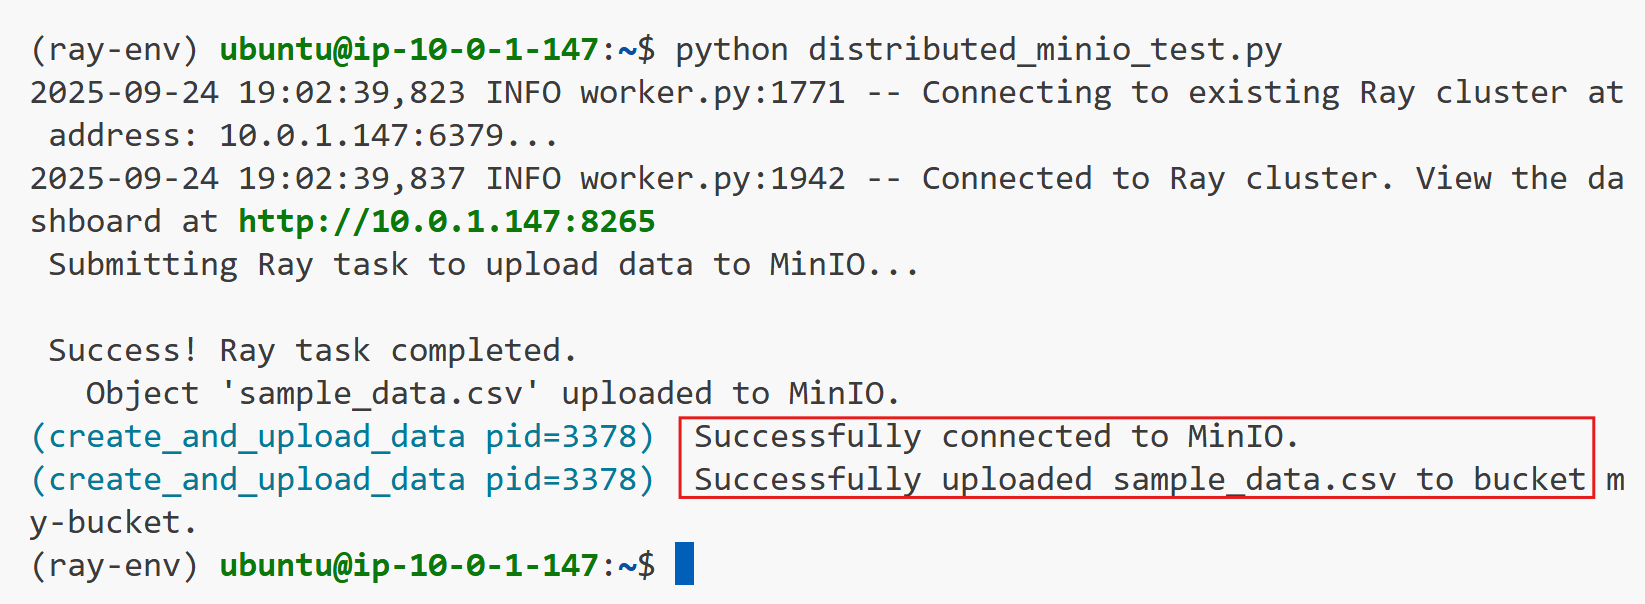 (ray-env) ubuntu@ip-10-0-1-147:~$ python distributed_minio_test.py
2025-09-24 19:02:39,823 INFO worker.py:1771 -- Connecting to existing Ray cluster at
 address: 10.0.1.147:6379...
2025-09-24 19:02:39,837 INFO worker.py:1942 -- Connected to Ray cluster. View the da
shboard at http://10.0.1.147:8265
 Submitting Ray task to upload data to MinIO...

 Success! Ray task completed.
   Object 'sample_data.csv' uploaded to MinIO.
(create_and_upload_data pid=3378)  Successfully connected to MinIO.
(create_and_upload_data pid=3378)  Successfully uploaded sample_data.csv to bucket m
y-bucket.
(ray-env) ubuntu@ip-10-0-1-147:~$